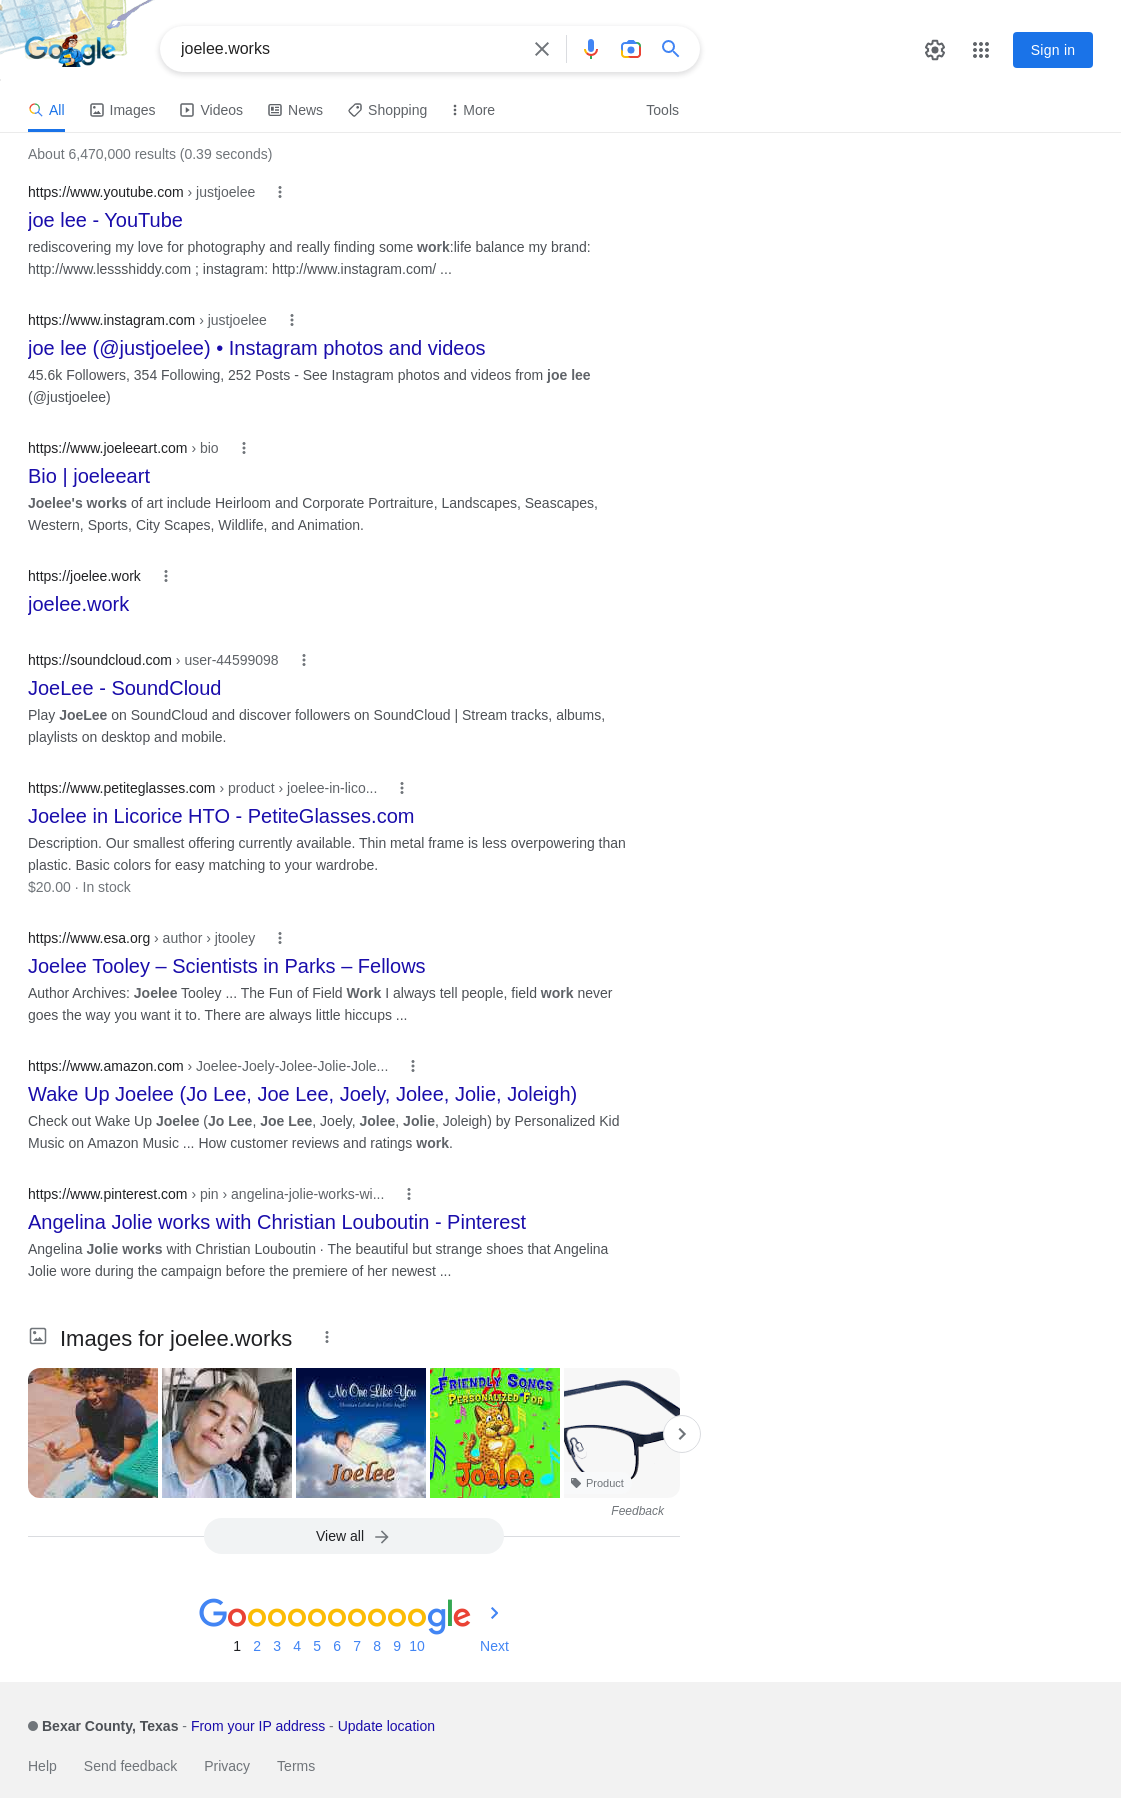 Google
joelee.works
Sign in
All
Images
Videos
News
Shopping
More
Tools
About 6,470,000 results (0.39 seconds)
https://www.youtube.com › justjoelee
joe lee - YouTube
rediscovering my love for photography and really finding some work:life balance my brand:
http://www.lessshiddy.com ; instagram: http://www.instagram.com/ ...
https://www.instagram.com › justjoelee
joe lee (@justjoelee) • Instagram photos and videos
45.6k Followers, 354 Following, 252 Posts - See Instagram photos and videos from joe lee
(@justjoelee)
https://www.joeleeart.com › bio
Bio | joeleeart
Joelee's works of art include Heirloom and Corporate Portraiture, Landscapes, Seascapes,
Western, Sports, City Scapes, Wildlife, and Animation.
https://joelee.work
joelee.work
https://soundcloud.com › user-44599098
JoeLee - SoundCloud
Play JoeLee on SoundCloud and discover followers on SoundCloud | Stream tracks, albums,
playlists on desktop and mobile.
https://www.petiteglasses.com › product › joelee-in-lico...
Joelee in Licorice HTO - PetiteGlasses.com
Description. Our smallest offering currently available. Thin metal frame is less overpowering than
plastic. Basic colors for easy matching to your wardrobe.
$20.00 · In stock
https://www.esa.org › author › jtooley
Joelee Tooley – Scientists in Parks – Fellows
Author Archives: Joelee Tooley ... The Fun of Field Work I always tell people, field work never
goes the way you want it to. There are always little hiccups ...
https://www.amazon.com › Joelee-Joely-Jolee-Jolie-Jole...
Wake Up Joelee (Jo Lee, Joe Lee, Joely, Jolee, Jolie, Joleigh)
Check out Wake Up Joelee (Jo Lee, Joe Lee, Joely, Jolee, Jolie, Joleigh) by Personalized Kid
Music on Amazon Music ... How customer reviews and ratings work.
https://www.pinterest.com › pin › angelina-jolie-works-wi...
Angelina Jolie works with Christian Louboutin - Pinterest
Angelina Jolie works with Christian Louboutin · The beautiful but strange shoes that Angelina
Jolie wore during the campaign before the premiere of her newest ...
Images for joelee.works
No One Like You
Christian Lullabies for Little Angels
Joelee
FRIENDLY SONGS
PERSONALIZED FOR
Joelee
Product
Feedback
View all
Goooooooooogle
1 2 3 4 5 6 7 8 9 10 Next
Bexar County, Texas - From your IP address - Update location
Help Send feedback Privacy Terms